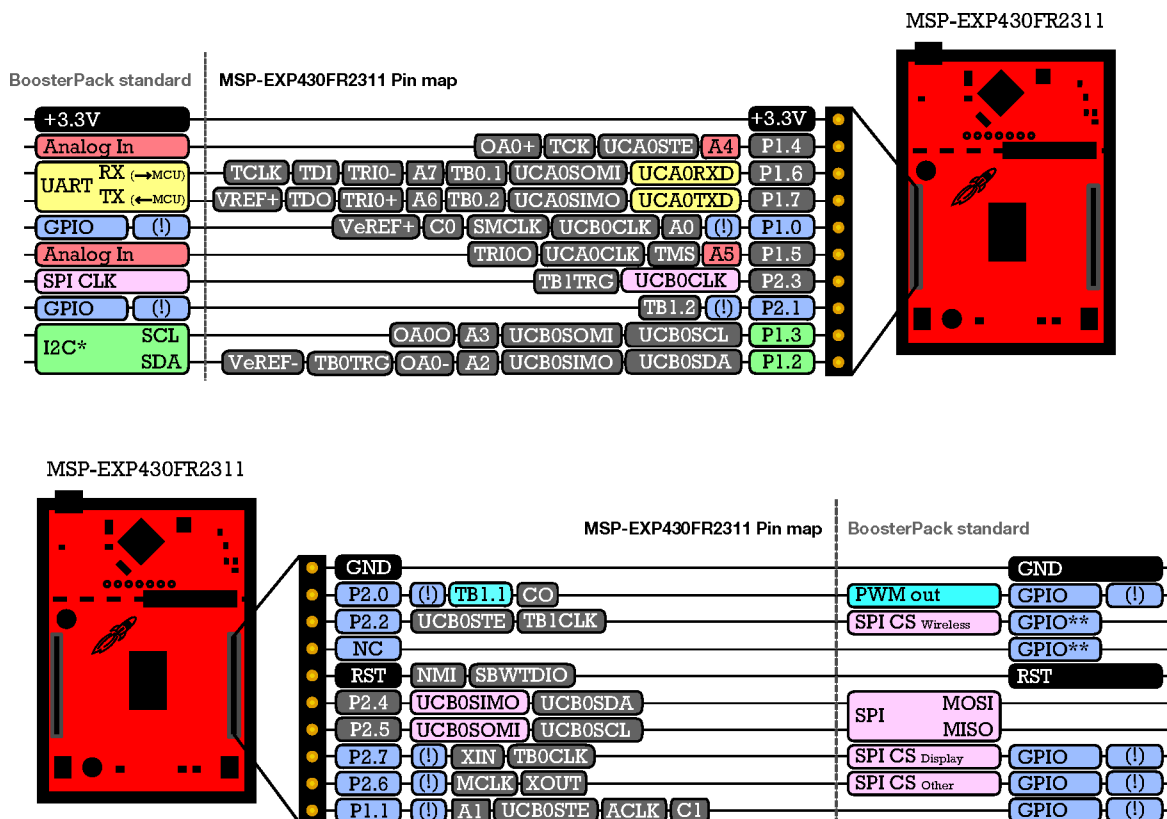 MSP-EXP430FR2311
BoosterPack standard MSP-EXP430FR2311 Pin map
+3.3V +3.3V
Analog In OA0+ TCK UCA0STE A4 P1.4
UART RX (→MCU) TCLK TDI TRI0- A7 TB0.1 UCA0SOMI UCA0RXD P1.6
TX (←MCU) VREF+ TDO TRI0+ A6 TB0.2 UCA0SIMO UCA0TXD P1.7
GPIO (!) VeREF+ C0 SMCLK UCB0CLK A0 (!) P1.0
Analog In TRI0O UCA0CLK TMS A5 P1.5
SPI CLK TB1TRG UCB0CLK P2.3
GPIO (!) TB1.2 (!) P2.1
I2C* SCL OA0O A3 UCB0SOMI UCB0SCL P1.3
SDA VeREF- TB0TRG OA0- A2 UCB0SIMO UCB0SDA P1.2
MSP-EXP430FR2311
MSP-EXP430FR2311 Pin map BoosterPack standard
GND GND
P2.0 (!) TB1.1 CO PWM out GPIO (!)
P2.2 UCB0STE TB1CLK SPI CS Wireless GPIO**
NC GPIO**
RST NMI SBWTDIO RST
P2.4 UCB0SIMO UCB0SDA SPI MOSI
P2.5 UCB0SOMI UCB0SCL MISO
P2.7 (!) XIN TB0CLK SPI CS Display GPIO (!)
P2.6 (!) MCLK XOUT SPI CS Other GPIO (!)
P1.1 (!) A1 UCB0STE ACLK C1 GPIO (!)